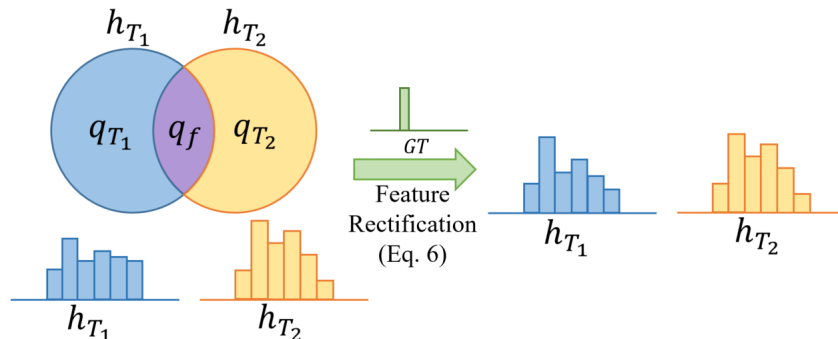 h_{T_1} h_{T_2}
q_{T_1} q_f q_{T_2}
GT
Feature
Rectification
(Eq. 6)
h_{T_1} h_{T_2}
h_{T_1} h_{T_2}